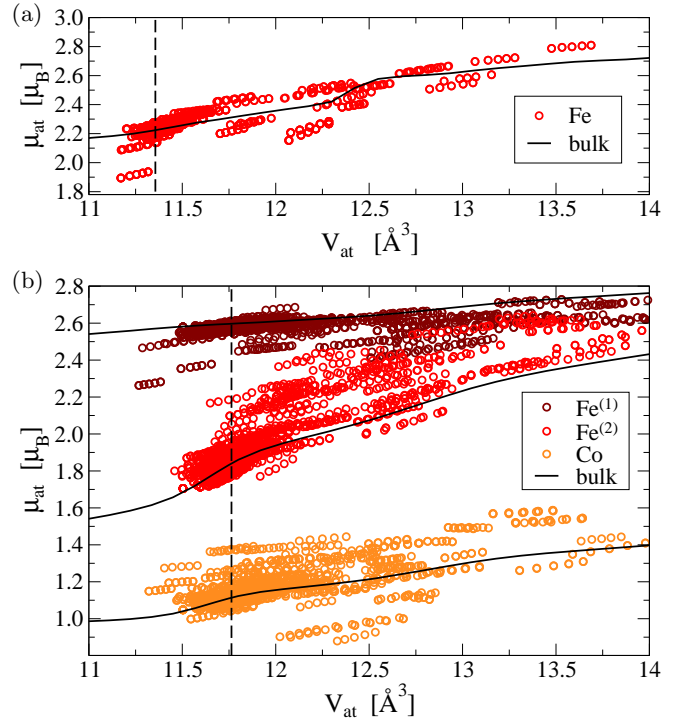 (a)
3.0
2.8
2.6
2.4
2.2
2.0
1.8
μat [μB]
Fe
bulk
11 11.5 12 12.5 13 13.5 14
Vat [Å3]
(b)
2.8
2.6
2.4
2.2
2.0
1.8
1.6
1.4
1.2
1.0
μat [μB]
Fe(1)
Fe(2)
Co
bulk
11 11.5 12 12.5 13 13.5 14
Vat [Å3]